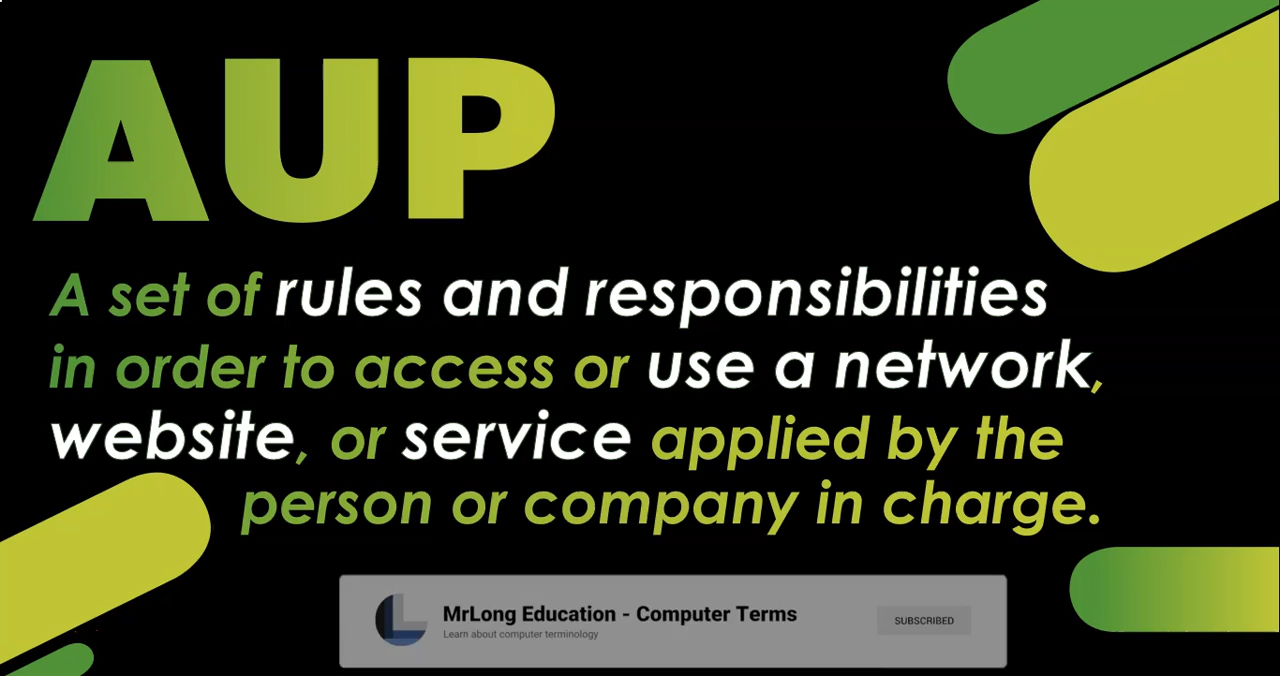 AUP
A set of rules and responsibilities
in order to access or use a network,
website, or service applied by the
person or company in charge.
MrLong Education - Computer Terms
Learn about computer terminology
SUBSCRIBED